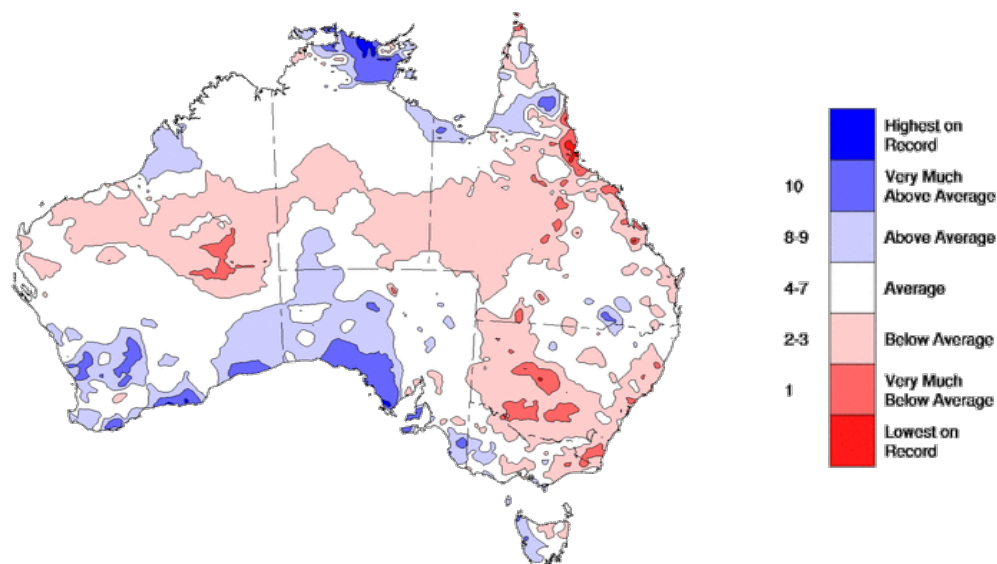 Highest on
Record
10
Very Much
Above Average
8-9
Above Average
4-7
Average
2-3
Below Average
1
Very Much
Below Average
Lowest on
Record